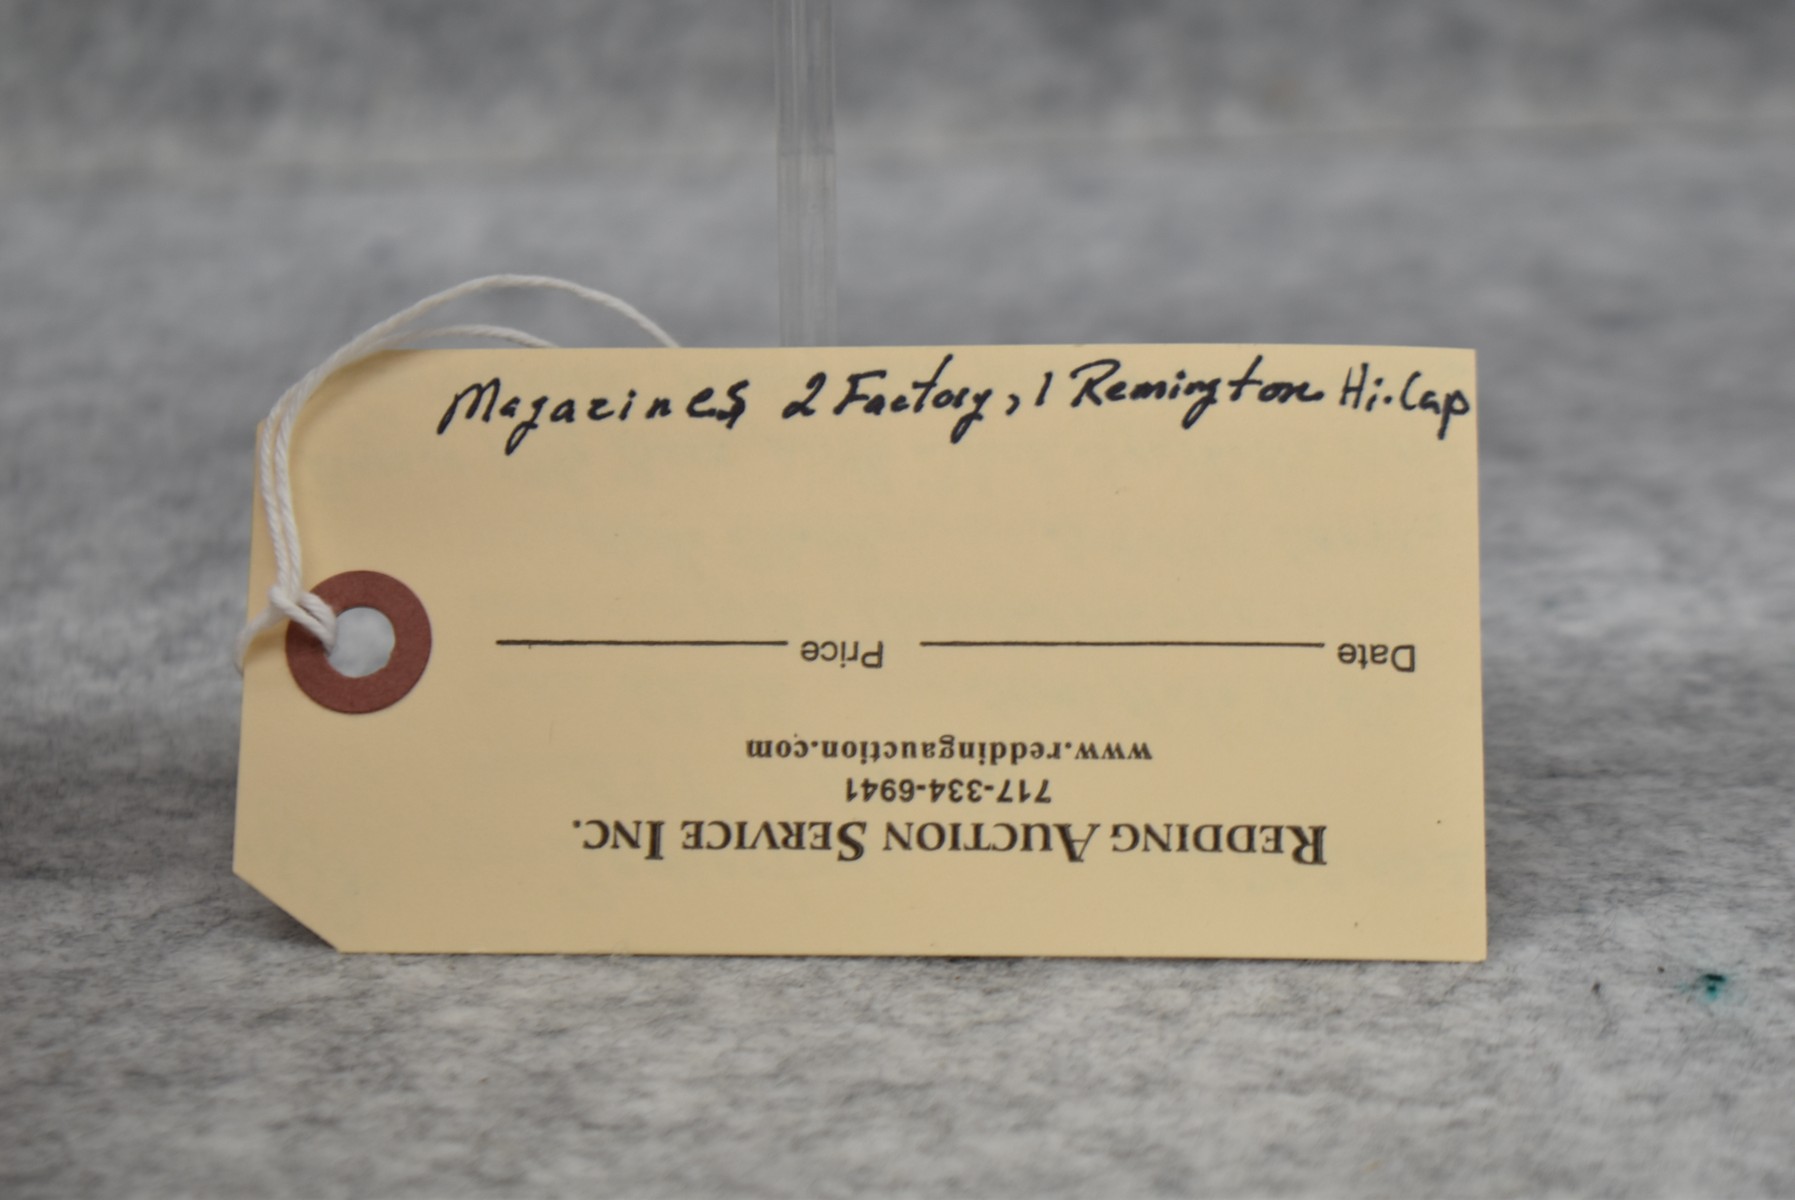 Magazines 2 Factory, 1 Remington Hi.Cap
REDDING AUCTION SERVICE INC.
717-334-6941
www.reddingauction.com
Date Price